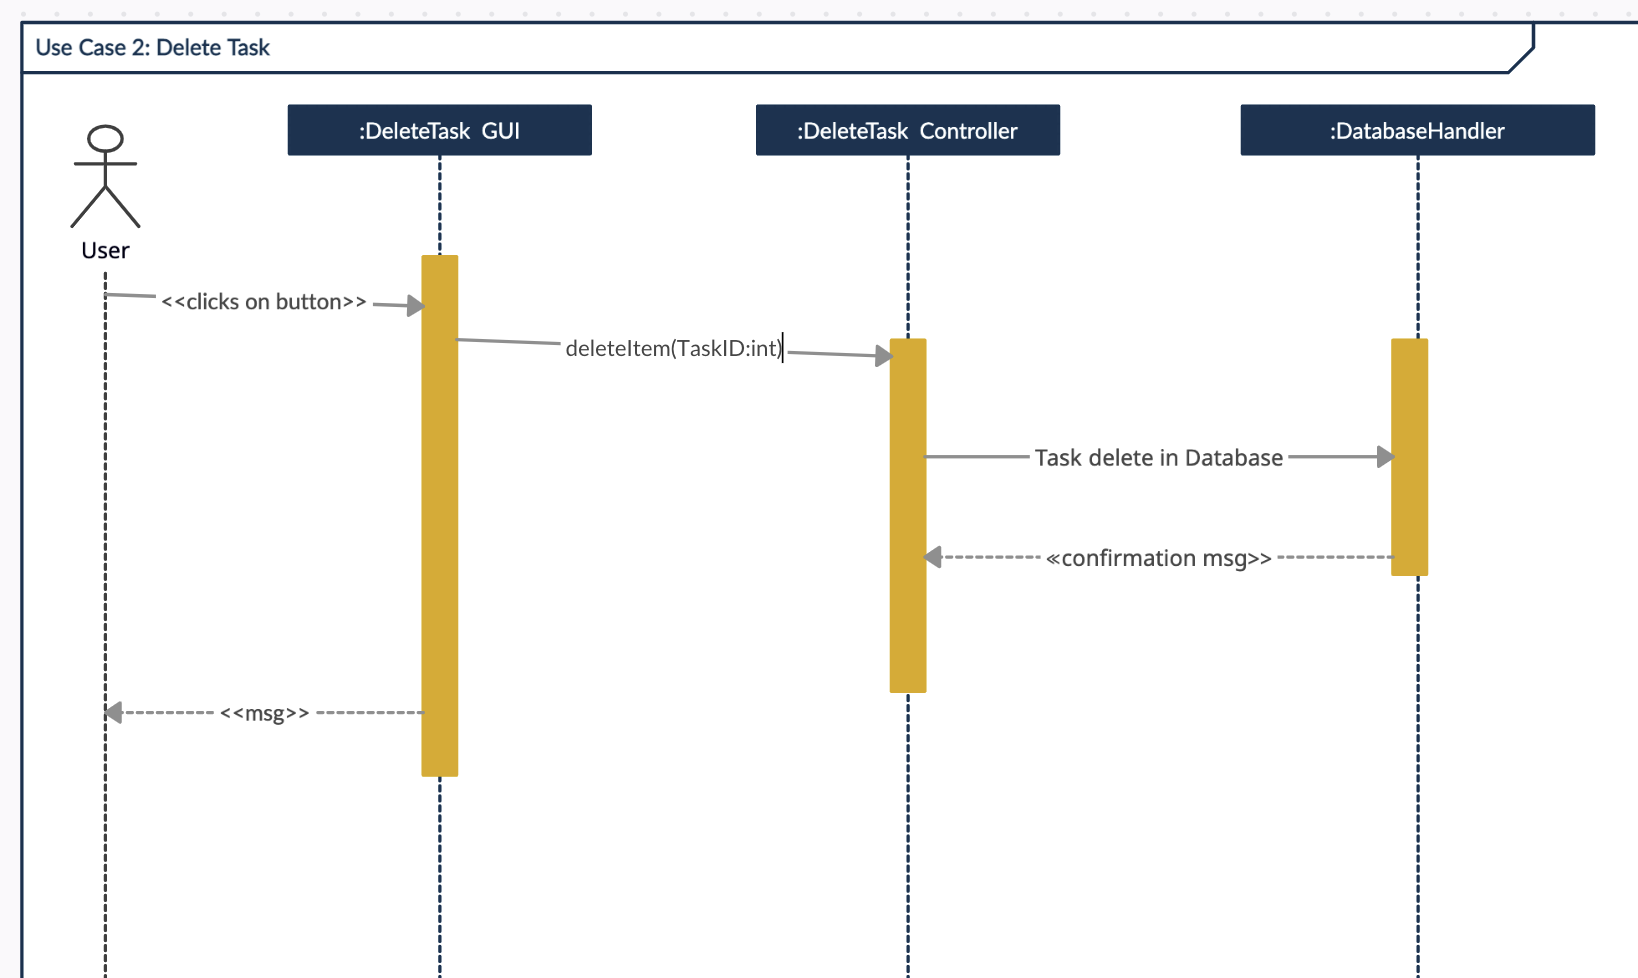 Use Case 2: Delete Task
:DeleteTask  GUI
:DeleteTask  Controller
:DatabaseHandler
User
<<clicks on button>>
deleteItem(TaskID:int)
Task delete in Database
«confirmation msg>>
<<msg>>